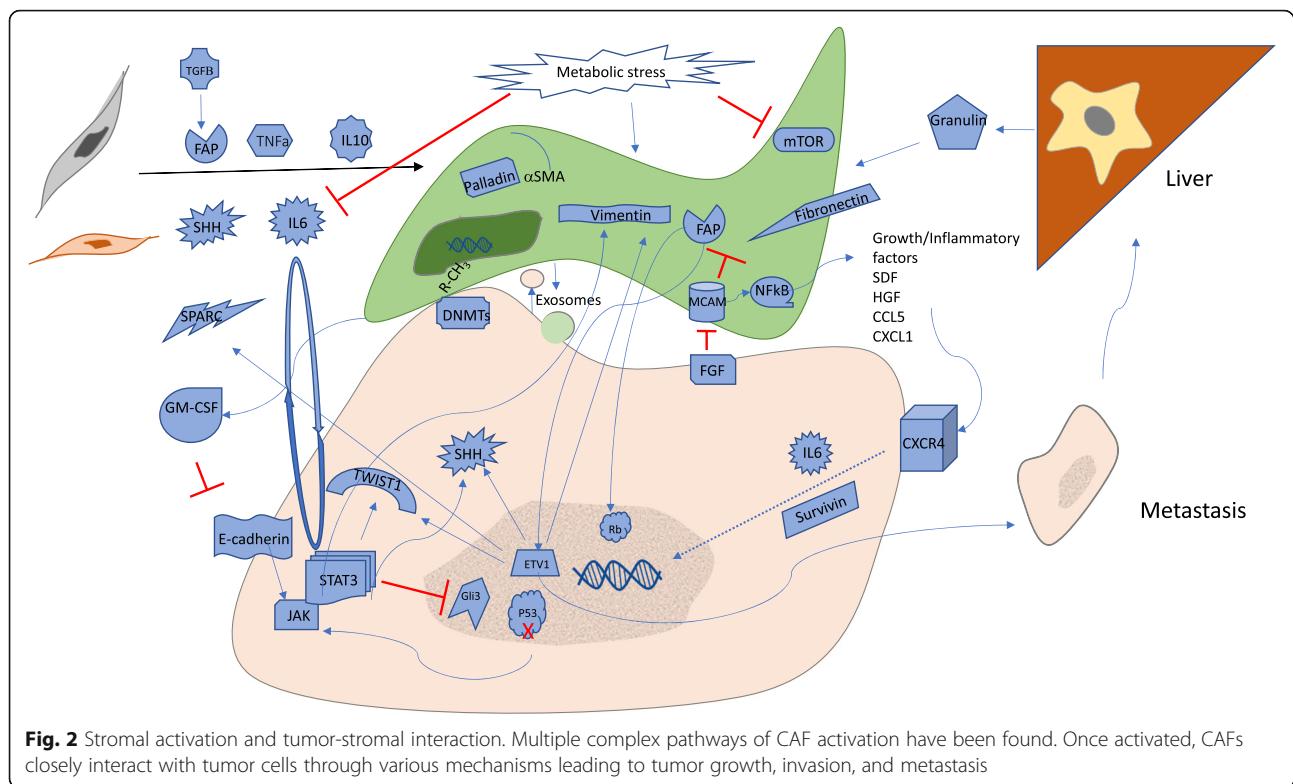 TGFB
Metabolic stress
FAP
TNFa
IL10
mTOR
Granulin
Liver
Palladin
αSMA
Vimentin
FAP
Fibronectin
SHH
IL6
R-CH3
Exosomes
MCAM
NFkB
Growth/Inflammatory
factors
SDF
HGF
CCL5
CXCL1
SPARC
DNMTs
FGF
GM-CSF
CXCR4
SHH
IL6
TWIST1
Survivin
Metastasis
E-cadherin
Rb
ETV1
STAT3
Gli3
P53
X
JAK
Fig. 2 Stromal activation and tumor-stromal interaction. Multiple complex pathways of CAF activation have been found. Once activated, CAFs
closely interact with tumor cells through various mechanisms leading to tumor growth, invasion, and metastasis